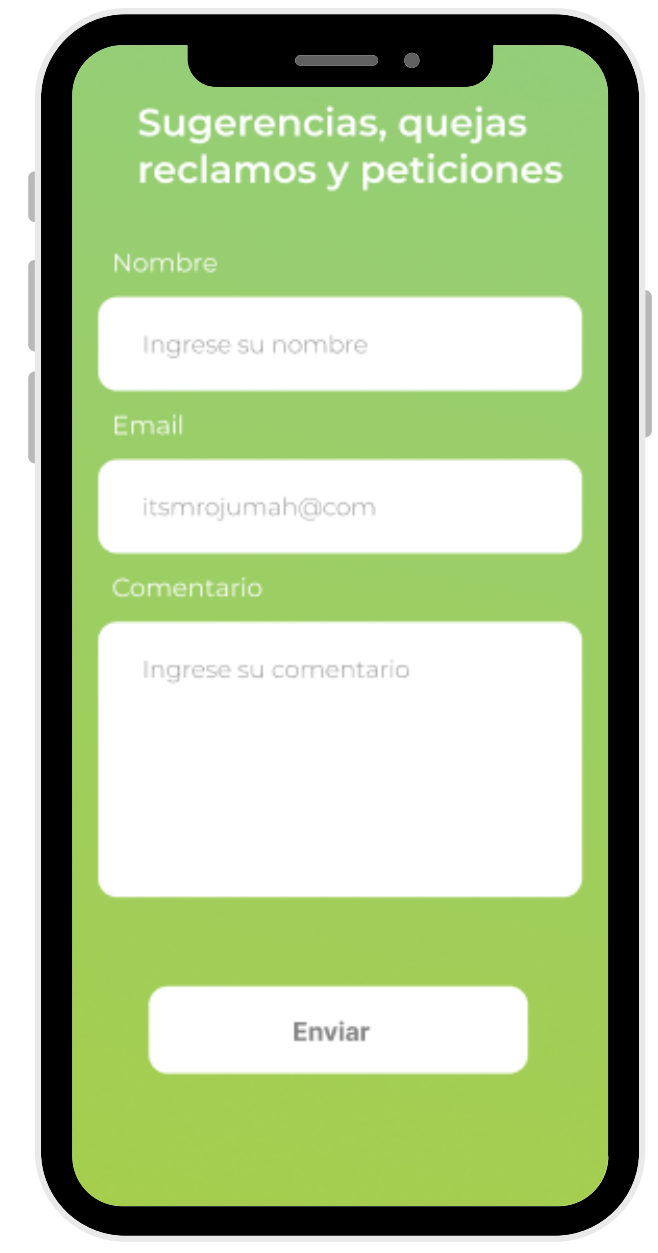 Sugerencias, quejas
reclamos y peticiones
Nombre
Ingrese su nombre
Email
itsmrojumah@com
Comentario
Ingrese su comentario
Enviar